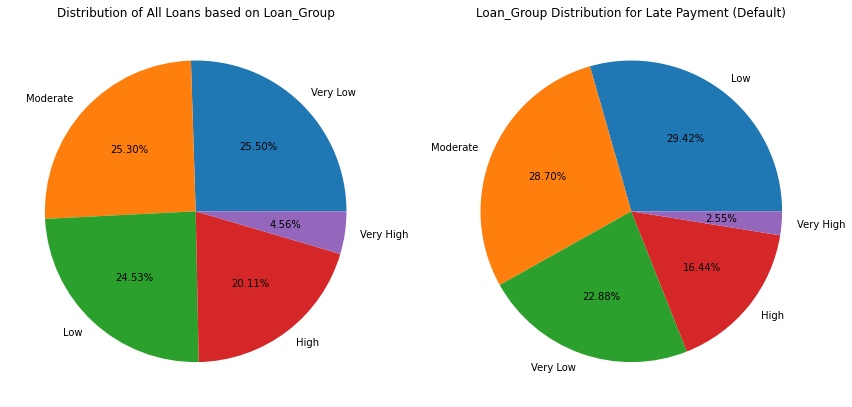 Distribution of All Loans based on Loan_Group
Very Low
Moderate
25.50%
25.30%
4.56%
Very High
24.53%
20.11%
Low
High
Loan_Group Distribution for Late Payment (Default)
Low
29.42%
Moderate
28.70%
2.55%
Very High
16.44%
22.88%
High
Very Low